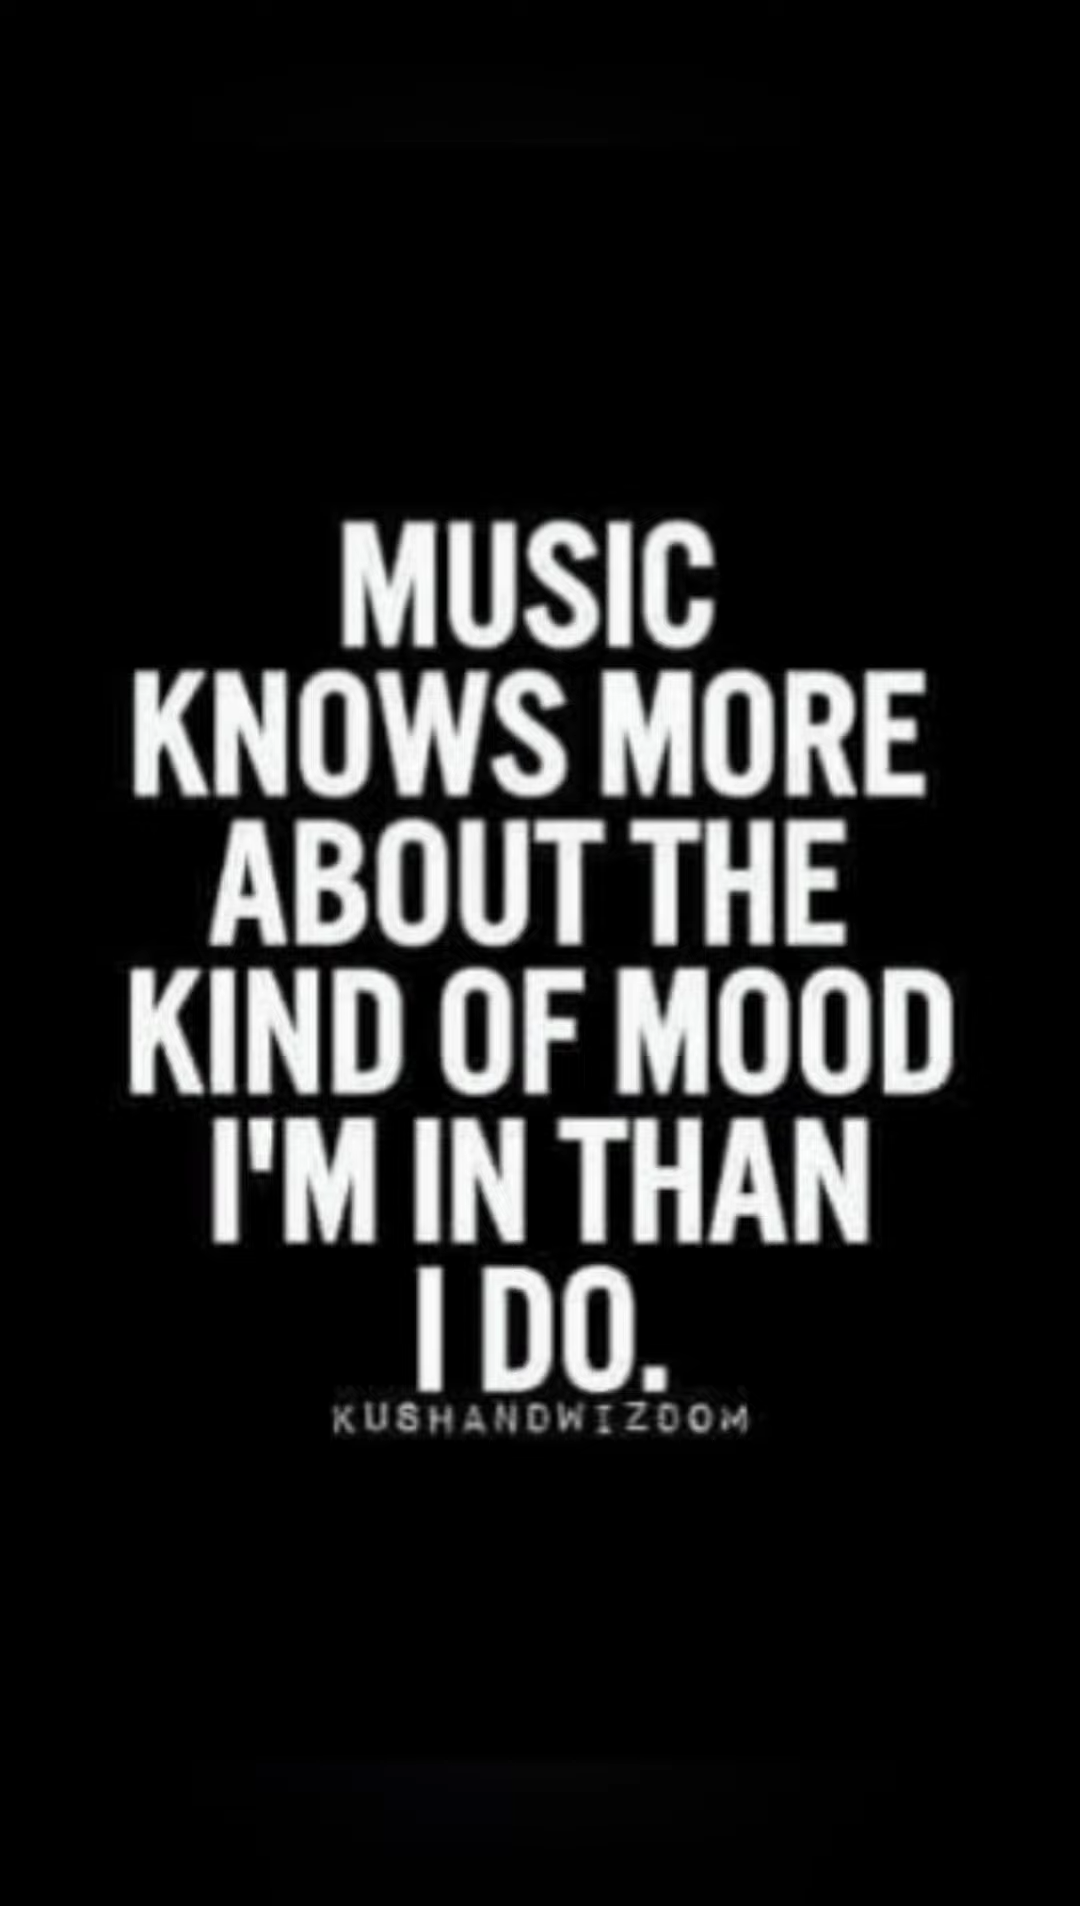 MUSIC
KNOWS MORE
ABOUT THE
KIND OF MOOD
I'M IN THAN
I DO.
KUSHANDWIZDOM